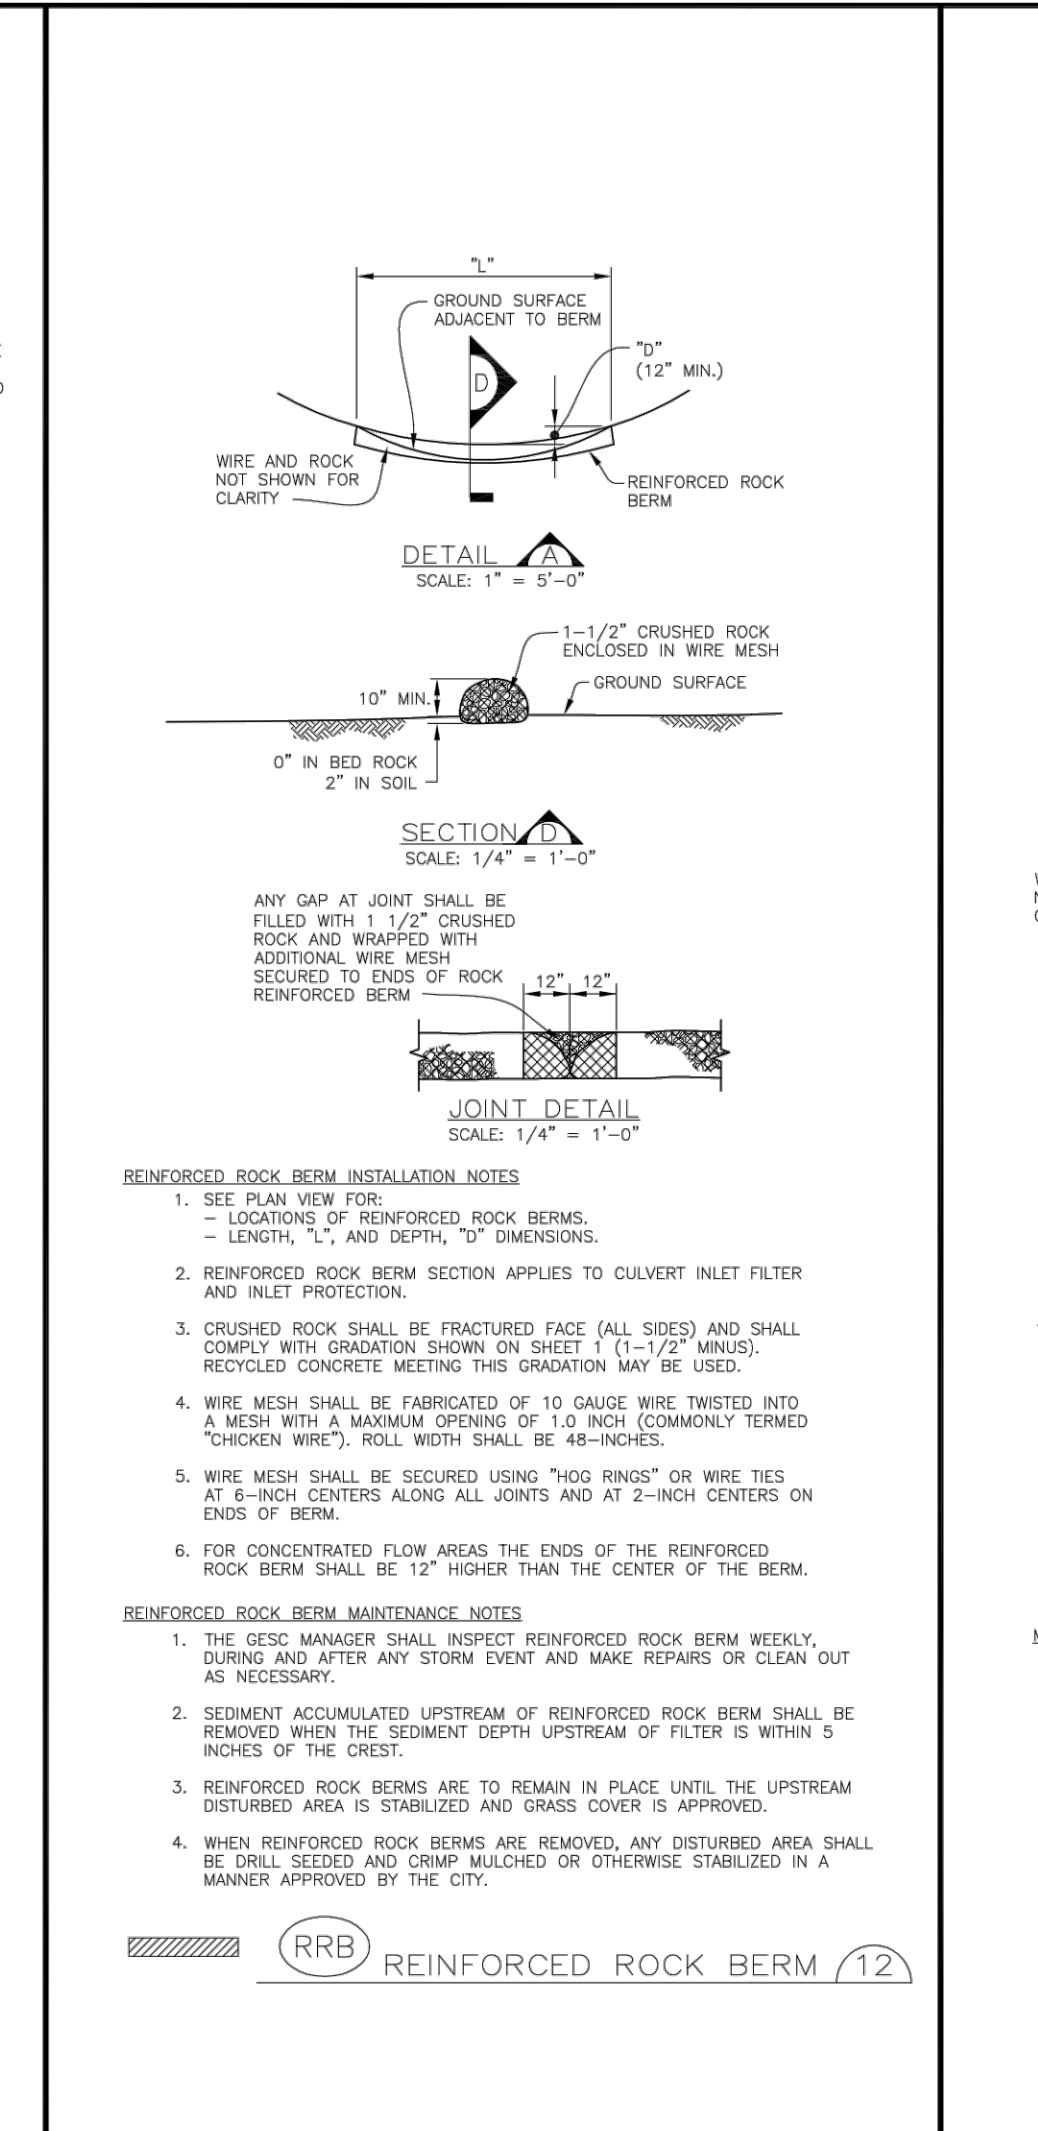 "L"
GROUND SURFACE
ADJACENT TO BERM
"D"
(12" MIN.)
D
WIRE AND ROCK
NOT SHOWN FOR
CLARITY
REINFORCED ROCK
BERM
DETAIL A
SCALE: 1" = 5'-0"
1-1/2" CRUSHED ROCK
ENCLOSED IN WIRE MESH
GROUND SURFACE
10" MIN.
0" IN BED ROCK
2" IN SOIL
SECTION D
SCALE: 1/4" = 1'-0"
ANY GAP AT JOINT SHALL BE
FILLED WITH 1 1/2" CRUSHED
ROCK AND WRAPPED WITH
ADDITIONAL WIRE MESH
SECURED TO ENDS OF ROCK
REINFORCED BERM
12" 12"
JOINT DETAIL
SCALE: 1/4" = 1'-0"
REINFORCED ROCK BERM INSTALLATION NOTES
1. SEE PLAN VIEW FOR:
- LOCATIONS OF REINFORCED ROCK BERMS.
- LENGTH, "L", AND DEPTH, "D" DIMENSIONS.
2. REINFORCED ROCK BERM SECTION APPLIES TO CULVERT INLET FILTER
AND INLET PROTECTION.
3. CRUSHED ROCK SHALL BE FRACTURED FACE (ALL SIDES) AND SHALL
COMPLY WITH GRADATION SHOWN ON SHEET 1 (1-1/2" MINUS).
RECYCLED CONCRETE MEETING THIS GRADATION MAY BE USED.
4. WIRE MESH SHALL BE FABRICATED OF 10 GAUGE WIRE TWISTED INTO
A MESH WITH A MAXIMUM OPENING OF 1.0 INCH (COMMONLY TERMED
"CHICKEN WIRE"). ROLL WIDTH SHALL BE 48-INCHES.
5. WIRE MESH SHALL BE SECURED USING "HOG RINGS" OR WIRE TIES
AT 6-INCH CENTERS ALONG ALL JOINTS AND AT 2-INCH CENTERS ON
ENDS OF BERM.
6. FOR CONCENTRATED FLOW AREAS THE ENDS OF THE REINFORCED
ROCK BERM SHALL BE 12" HIGHER THAN THE CENTER OF THE BERM.
REINFORCED ROCK BERM MAINTENANCE NOTES
1. THE GESC MANAGER SHALL INSPECT REINFORCED ROCK BERM WEEKLY,
DURING AND AFTER ANY STORM EVENT AND MAKE REPAIRS OR CLEAN OUT
AS NECESSARY.
2. SEDIMENT ACCUMULATED UPSTREAM OF REINFORCED ROCK BERM SHALL BE
REMOVED WHEN THE SEDIMENT DEPTH UPSTREAM OF FILTER IS WITHIN 5
INCHES OF THE CREST.
3. REINFORCED ROCK BERMS ARE TO REMAIN IN PLACE UNTIL THE UPSTREAM
DISTURBED AREA IS STABILIZED AND GRASS COVER IS APPROVED.
4. WHEN REINFORCED ROCK BERMS ARE REMOVED, ANY DISTURBED AREA SHALL
BE DRILL SEEDED AND CRIMP MULCHED OR OTHERWISE STABILIZED IN A
MANNER APPROVED BY THE CITY.
RRB REINFORCED ROCK BERM 12